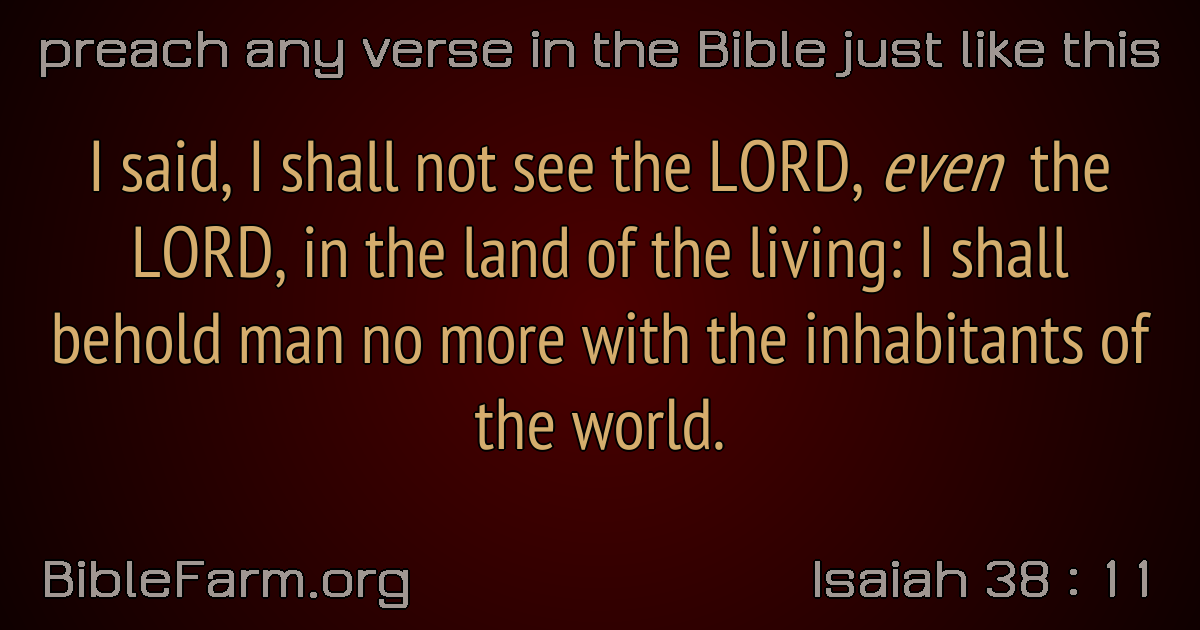 preach any verse in the Bible just like this
I said, I shall not see the LORD, even the
LORD, in the land of the living: I shall
behold man no more with the inhabitants of
the world.
BibleFarm.org
Isaiah 38 : 11